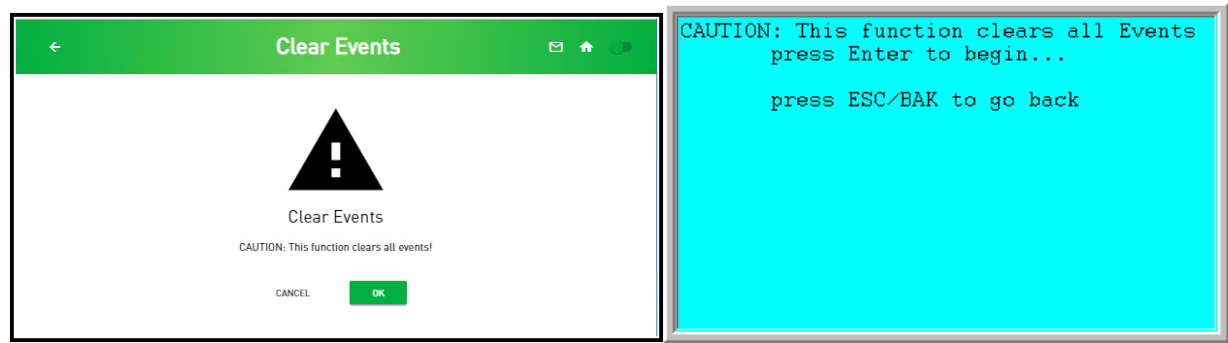 Clear Events
Clear Events
CAUTION: This function clears all events!
CANCEL OK
CAUTION: This function clears all Events
press Enter to begin...
press ESC/BAK to go back